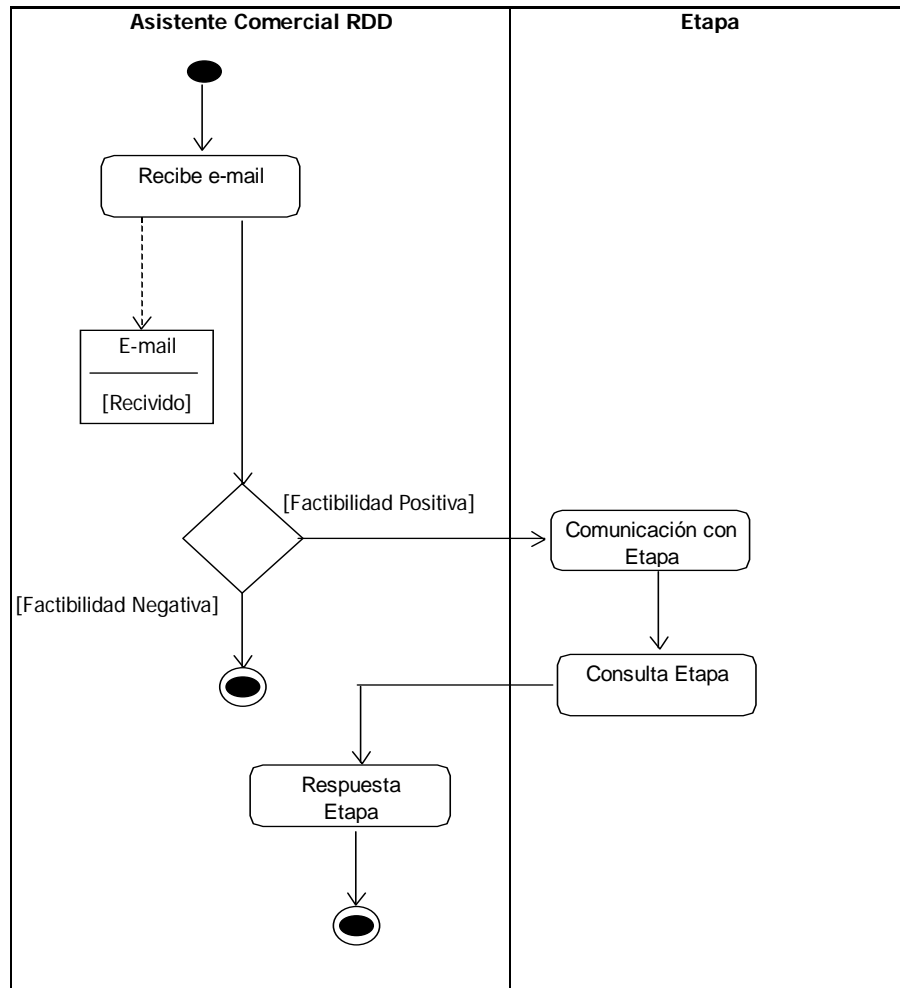 Asistente Comercial RDD
Etapa
Recibe e-mail
E-mail
[Recivido]
[Factibilidad Positiva]
Comunicación con
Etapa
[Factibilidad Negativa]
Consulta Etapa
Respuesta
Etapa